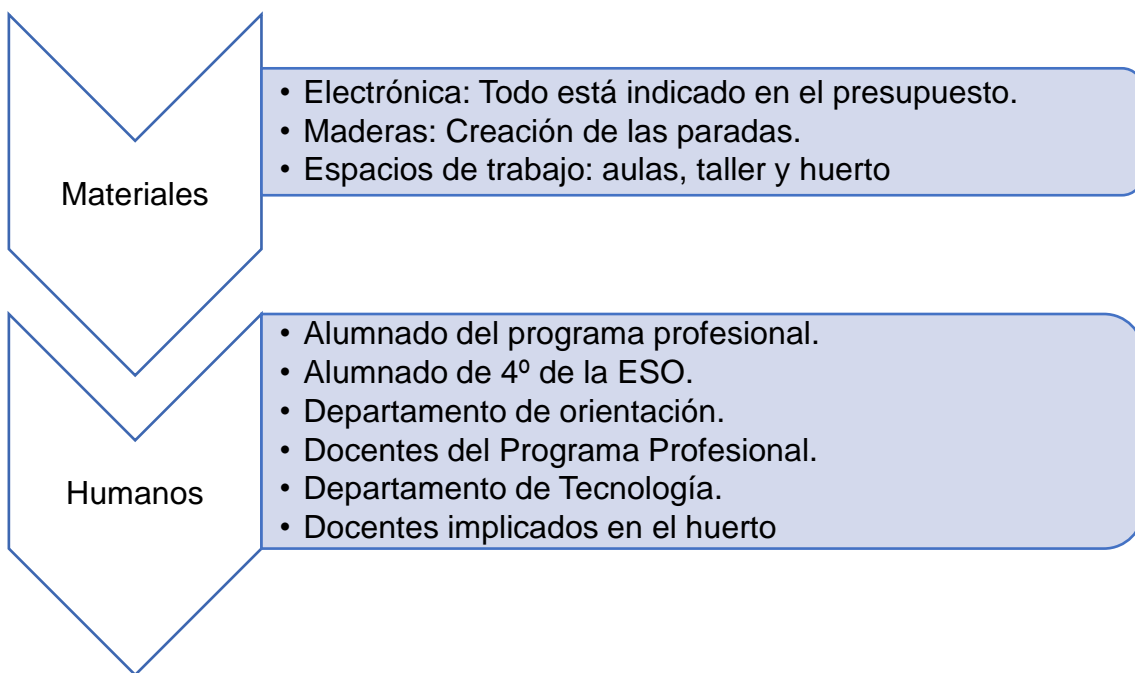 Materiales
• Electrónica: Todo está indicado en el presupuesto.
• Maderas: Creación de las paradas.
• Espacios de trabajo: aulas, taller y huerto
Humanos
• Alumnado del programa profesional.
• Alumnado de 4º de la ESO.
• Departamento de orientación.
• Docentes del Programa Profesional.
• Departamento de Tecnología.
• Docentes implicados en el huerto